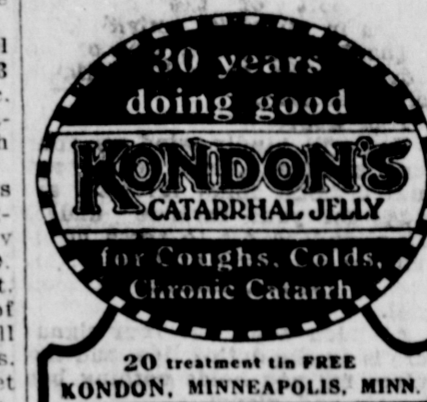 30 years
doing good
KONDON'S
CATARRHAL JELLY
for Coughs, Colds,
Chronic Catarrh
20 treatment tin FREE
KONDON, MINNEAPOLIS, MINN.